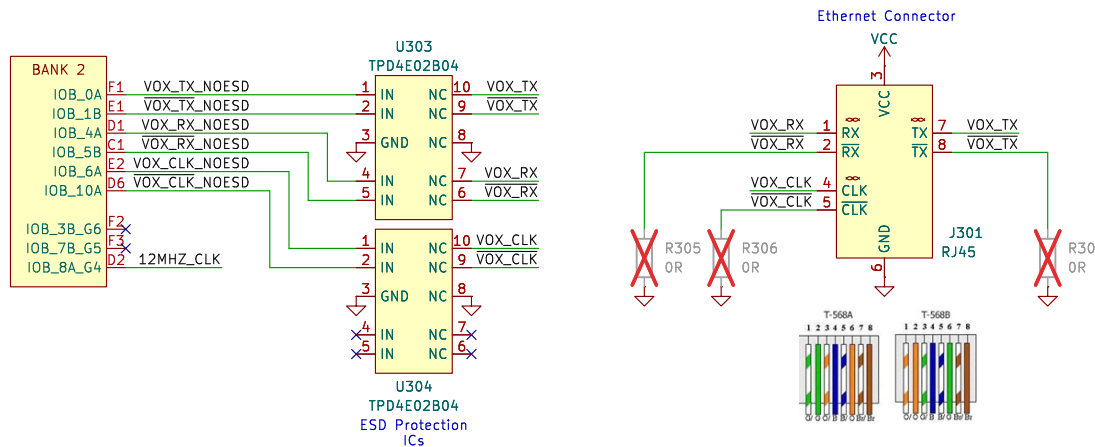 Ethernet Connector
BANK 2
IOB_0A F1 VOX_TX_NOESD
IOB_1B E1 VOX_TX_NOESD
IOB_4A D1 VOX_RX_NOESD
IOB_5B C1 VOX_RX_NOESD
IOB_6A E2 VOX_CLK_NOESD
IOB_10A D6 VOX_CLK_NOESD
IOB_3B_G6 F2
IOB_7B_G5 F3
IOB_8A_G4 D2 12MHZ_CLK
U303
TPD4E02B04
1 IN NC 10 VOX_TX
2 IN NC 9 VOX_TX
3 GND NC 8
4 IN NC 7 VOX_RX
5 IN NC 6 VOX_RX
1 IN NC 10 VOX_CLK
2 IN NC 9 VOX_CLK
3 GND NC 8
4 IN NC 7
5 IN NC 6
U304
TPD4E02B04
ESD Protection
ICs
VCC
3
VCC
VOX_RX 1 RX TX 7 VOX_TX
VOX_RX 2 RX TX 8 VOX_TX
VOX_CLK 4 CLK
VOX_CLK 5 CLK
GND
6
J301
RJ45
R305
0R
R306
0R
R30
0R
T-568A
1 2 3 4 5 6 7 8
G/ G O/ B B/ O Br/ Br
T-568B
1 2 3 4 5 6 7 8
O/ O G/ B B/ G Br/ Br